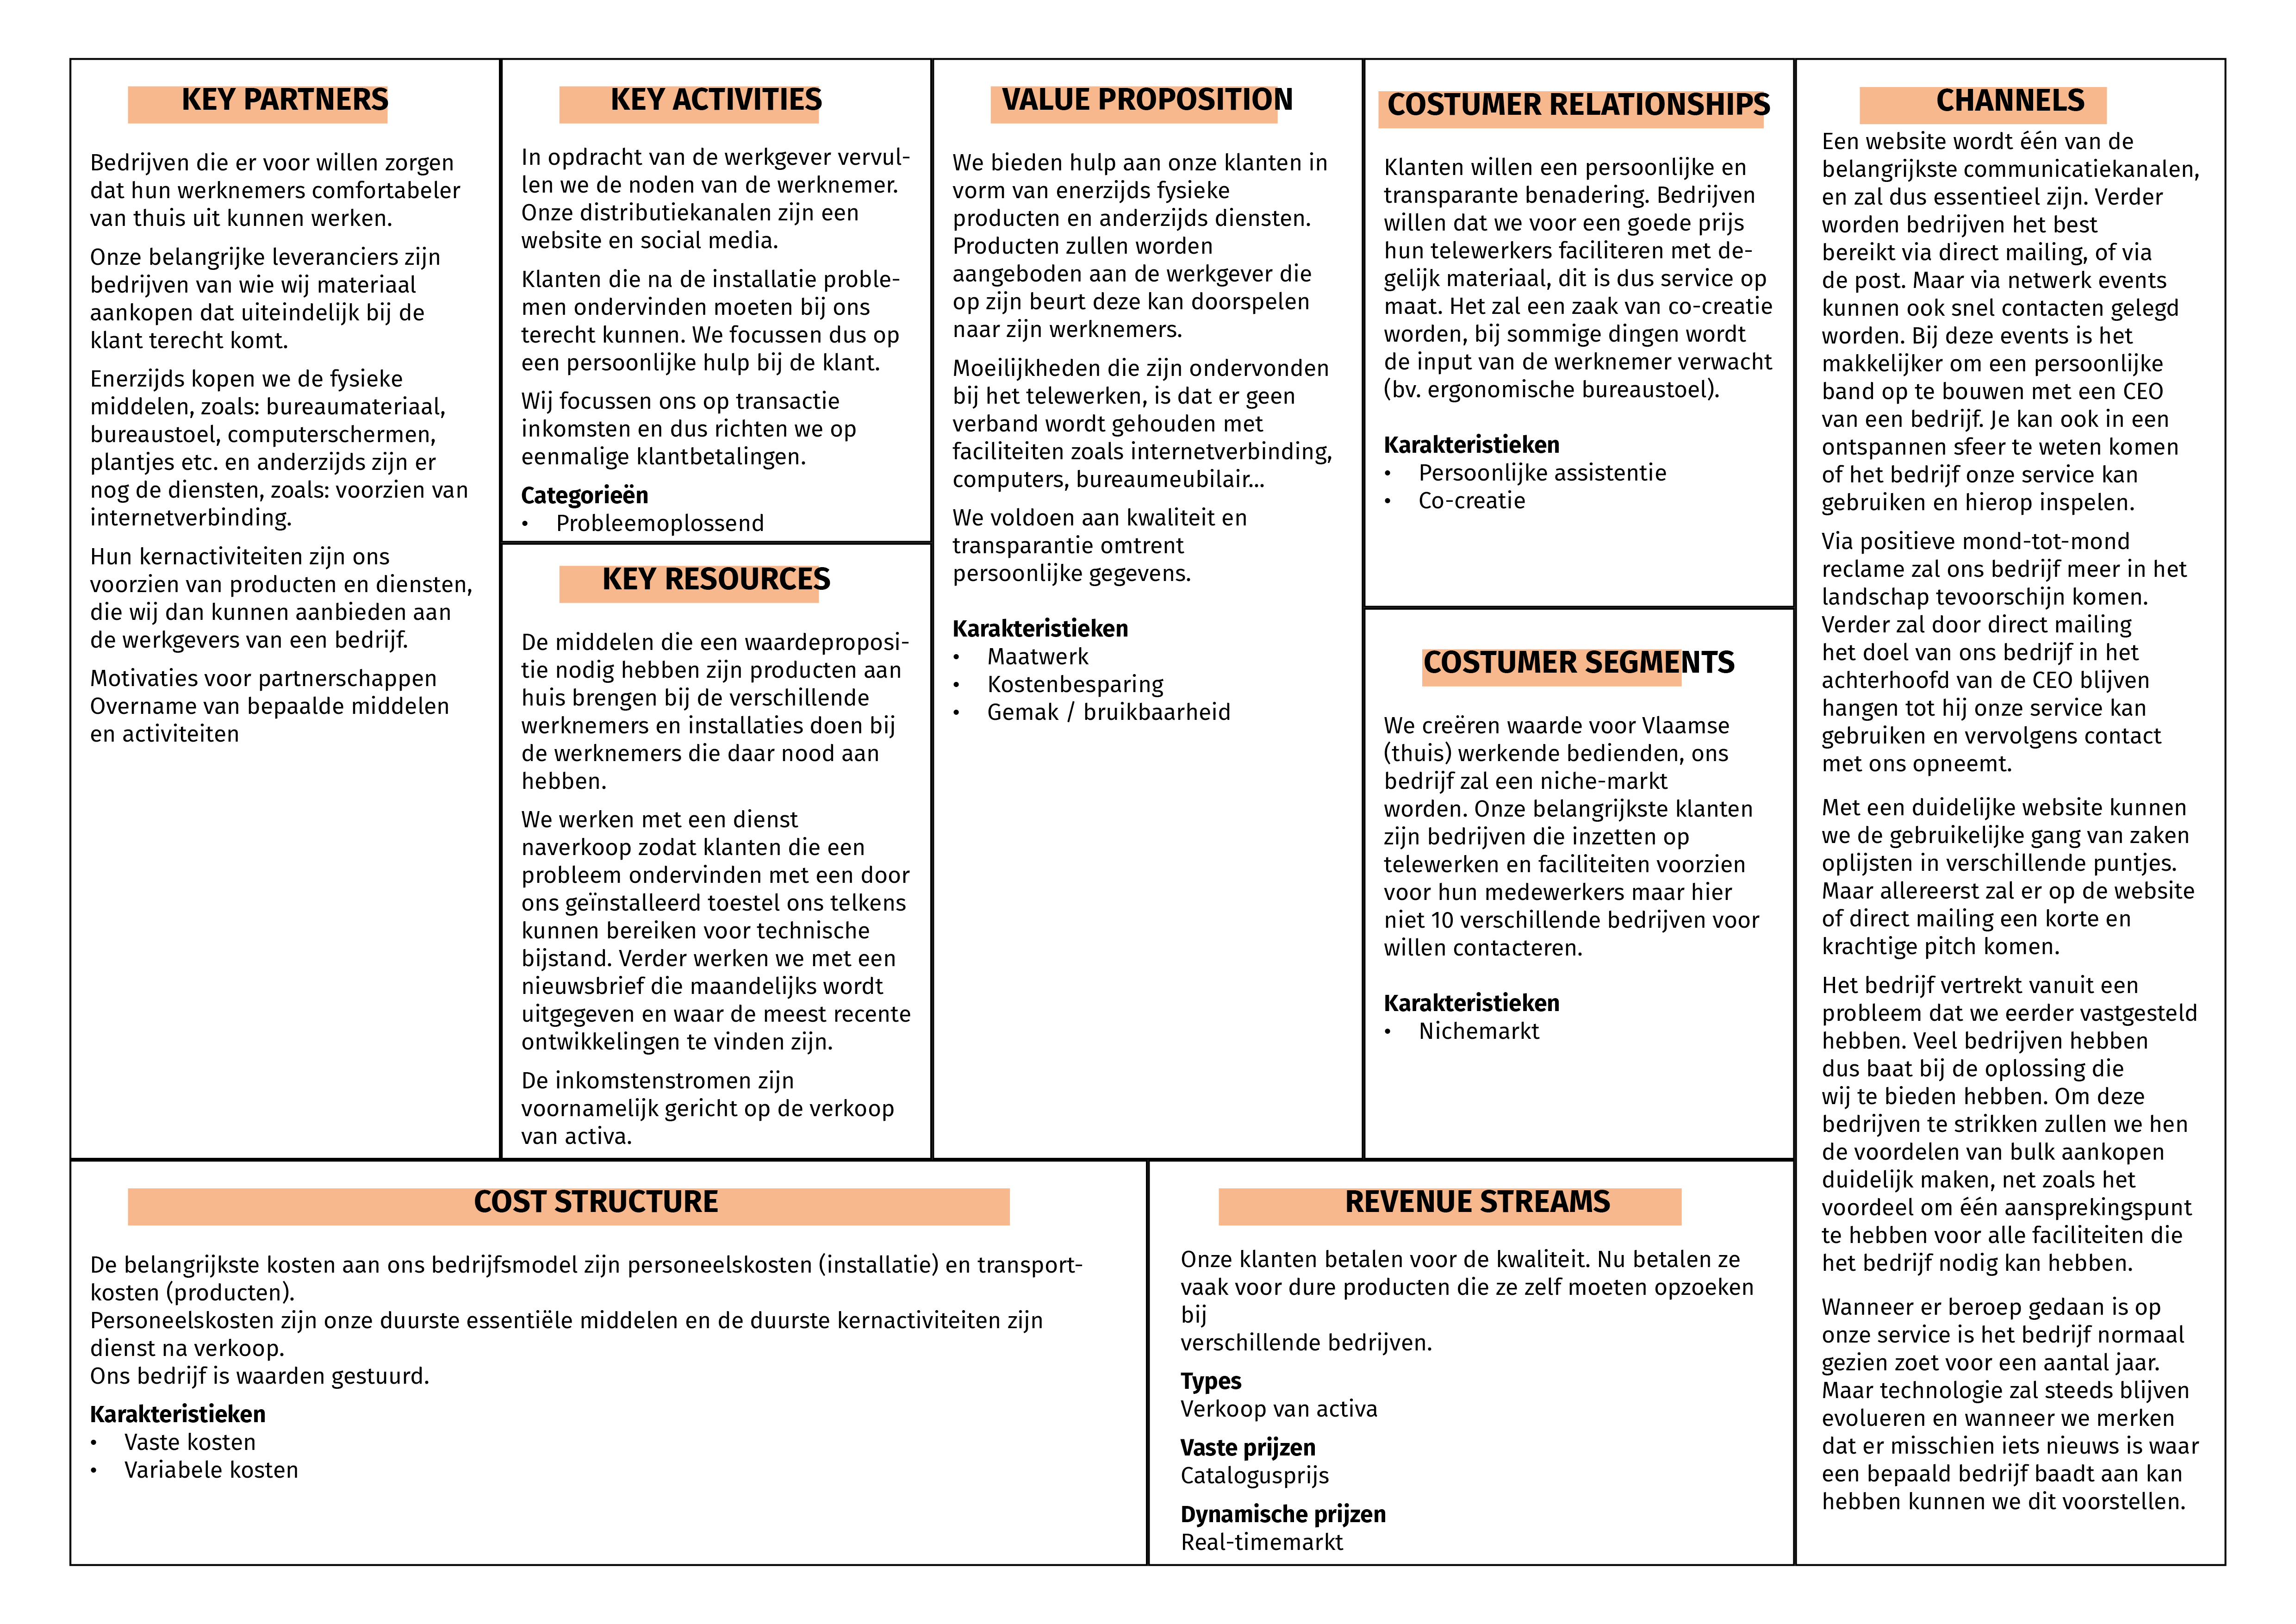 KEY PARTNERS
Bedrijven die er voor willen zorgen
dat hun werknemers comfortabeler
van thuis uit kunnen werken.
Onze belangrijke leveranciers zijn
bedrijven van wie wij materiaal
aankopen dat uiteindelijk bij de
klant terecht komt.
Enerzijds kopen we de fysieke
middelen, zoals: bureaumateriaal,
bureaustoel, computerschermen,
plantjes etc. en anderzijds zijn er
nog de diensten, zoals: voorzien van
internetverbinding.
Hun kernactiviteiten zijn ons
voorzien van producten en diensten,
die wij dan kunnen aanbieden aan
de werkgevers van een bedrijf.
Motivaties voor partnerschappen
Overname van bepaalde middelen
en activiteiten
KEY ACTIVITIES
In opdracht van de werkgever vervul-
len we de noden van de werknemer.
Onze distributiekanalen zijn een
website en social media.
Klanten die na de installatie proble-
men ondervinden moeten bij ons
terecht kunnen. We focussen dus op
een persoonlijke hulp bij de klant.
Wij focussen ons op transactie
inkomsten en dus richten we op
eenmalige klantbetalingen.
Categorieën
• Probleemoplossend
KEY RESOURCES
De middelen die een waardeproposi-
tie nodig hebben zijn producten aan
huis brengen bij de verschillende
werknemers en installaties doen bij
de werknemers die daar nood aan
hebben.
We werken met een dienst
naverkoop zodat klanten die een
probleem ondervinden met een door
ons geïnstalleerd toestel ons telkens
kunnen bereiken voor technische
bijstand. Verder werken we met een
nieuwsbrief die maandelijks wordt
uitgegeven en waar de meest recente
ontwikkelingen te vinden zijn.
De inkomstenstromen zijn
voornamelijk gericht op de verkoop
van activa.
VALUE PROPOSITION
We bieden hulp aan onze klanten in
vorm van enerzijds fysieke
producten en anderzijds diensten.
Producten zullen worden
aangeboden aan de werkgever die
op zijn beurt deze kan doorspelen
naar zijn werknemers.
Moeilijkheden die zijn ondervonden
bij het telewerken, is dat er geen
verband wordt gehouden met
faciliteiten zoals internetverbinding,
computers, bureaumeubilair...
We voldoen aan kwaliteit en
transparantie omtrent
persoonlijke gegevens.
Karakteristieken
• Maatwerk
• Kostenbesparing
• Gemak / bruikbaarheid
COSTUMER RELATIONSHIPS
Klanten willen een persoonlijke en
transparante benadering. Bedrijven
willen dat we voor een goede prijs
hun telewerkers faciliteren met de-
gelijk materiaal, dit is dus service op
maat. Het zal een zaak van co-creatie
worden, bij sommige dingen wordt
de input van de werknemer verwacht
(bv. ergonomische bureaustoel).
Karakteristieken
• Persoonlijke assistentie
• Co-creatie
COSTUMER SEGMENTS
We creëren waarde voor Vlaamse
(thuis) werkende bedienden, ons
bedrijf zal een niche-markt
worden. Onze belangrijkste klanten
zijn bedrijven die inzetten op
telewerken en faciliteiten voorzien
voor hun medewerkers maar hier
niet 10 verschillende bedrijven voor
willen contacteren.
Karakteristieken
• Nichemarkt
CHANNELS
Een website wordt één van de
belangrijkste communicatiekanalen,
en zal dus essentieel zijn. Verder
worden bedrijven het best
bereikt via direct mailing, of via
de post. Maar via netwerk events
kunnen ook snel contacten gelegd
worden. Bij deze events is het
makkelijker om een persoonlijke
band op te bouwen met een CEO
van een bedrijf. Je kan ook in een
ontspannen sfeer te weten komen
of het bedrijf onze service kan
gebruiken en hierop inspelen.
Via positieve mond-tot-mond
reclame zal ons bedrijf meer in het
landschap tevoorschijn komen.
Verder zal door direct mailing
het doel van ons bedrijf in het
achterhoofd van de CEO blijven
hangen tot hij onze service kan
gebruiken en vervolgens contact
met ons opneemt.
Met een duidelijke website kunnen
we de gebruikelijke gang van zaken
oplijsten in verschillende puntjes.
Maar allereerst zal er op de website
of direct mailing een korte en
krachtige pitch komen.
Het bedrijf vertrekt vanuit een
probleem dat we eerder vastgesteld
hebben. Veel bedrijven hebben
dus baat bij de oplossing die
wij te bieden hebben. Om deze
bedrijven te strikken zullen we hen
de voordelen van bulk aankopen
duidelijk maken, net zoals het
voordeel om één aansprekingspunt
te hebben voor alle faciliteiten die
het bedrijf nodig kan hebben.
Wanneer er beroep gedaan is op
onze service is het bedrijf normaal
gezien zoet voor een aantal jaar.
Maar technologie zal steeds blijven
evolueren en wanneer we merken
dat er misschien iets nieuws is waar
een bepaald bedrijf baadt aan kan
hebben kunnen we dit voorstellen.
COST STRUCTURE
De belangrijkste kosten aan ons bedrijfsmodel zijn personeelskosten (installatie) en transport-
kosten (producten).
Personeelskosten zijn onze duurste essentiële middelen en de duurste kernactiviteiten zijn
dienst na verkoop.
Ons bedrijf is waarden gestuurd.
Karakteristieken
• Vaste kosten
• Variabele kosten
REVENUE STREAMS
Onze klanten betalen voor de kwaliteit. Nu betalen ze
vaak voor dure producten die ze zelf moeten opzoeken
bij
verschillende bedrijven.
Types
Verkoop van activa
Vaste prijzen
Catalogusprijs
Dynamische prijzen
Real-timemarkt